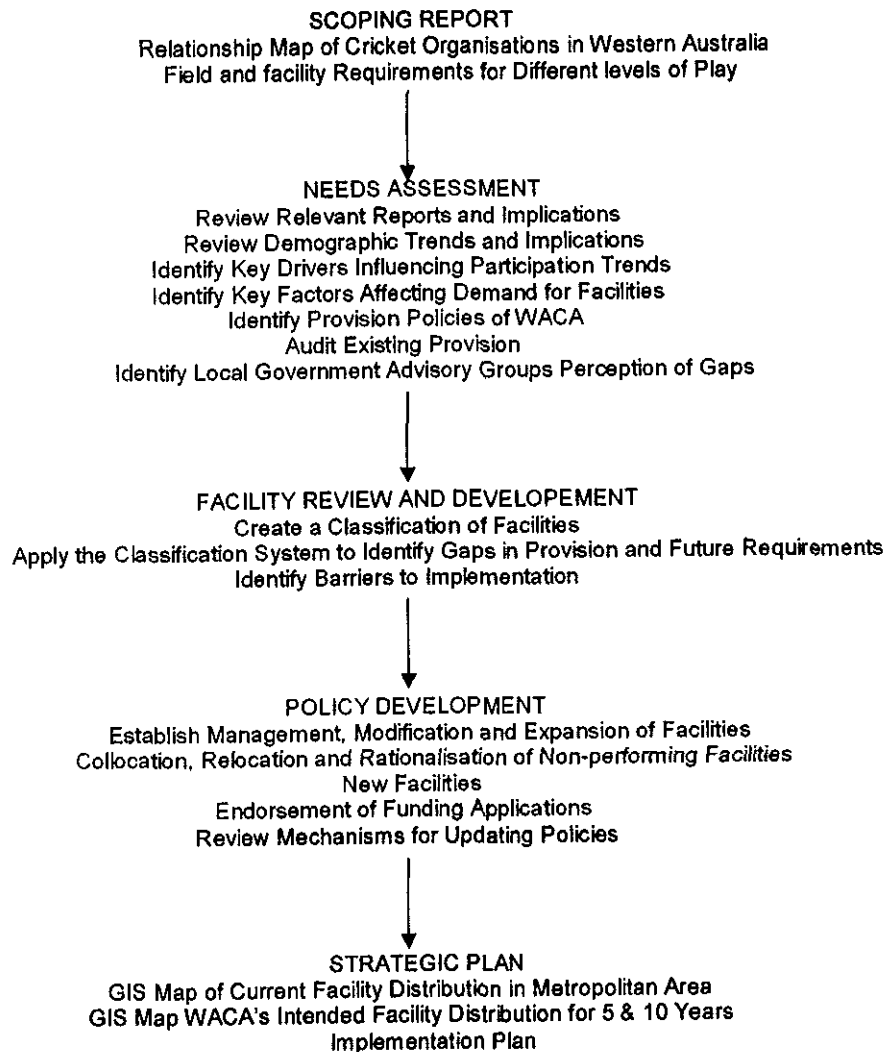 SCOPING REPORT
Relationship Map of Cricket Organisations in Western Australia
Field and facility Requirements for Different levels of Play
NEEDS ASSESSMENT
Review Relevant Reports and Implications
Review Demographic Trends and Implications
Identify Key Drivers Influencing Participation Trends
Identify Key Factors Affecting Demand for Facilities
Identify Provision Policies of WACA
Audit Existing Provision
Identify Local Government Advisory Groups Perception of Gaps
FACILITY REVIEW AND DEVELOPEMENT
Create a Classification of Facilities
Apply the Classification System to Identify Gaps in Provision and Future Requirements
Identify Barriers to Implementation
POLICY DEVELOPMENT
Establish Management, Modification and Expansion of Facilities
Collocation, Relocation and Rationalisation of Non-performing Facilities
New Facilities
Endorsement of Funding Applications
Review Mechanisms for Updating Policies
STRATEGIC PLAN
GIS Map of Current Facility Distribution in Metropolitan Area
GIS Map WACA's Intended Facility Distribution for 5 & 10 Years
Implementation Plan